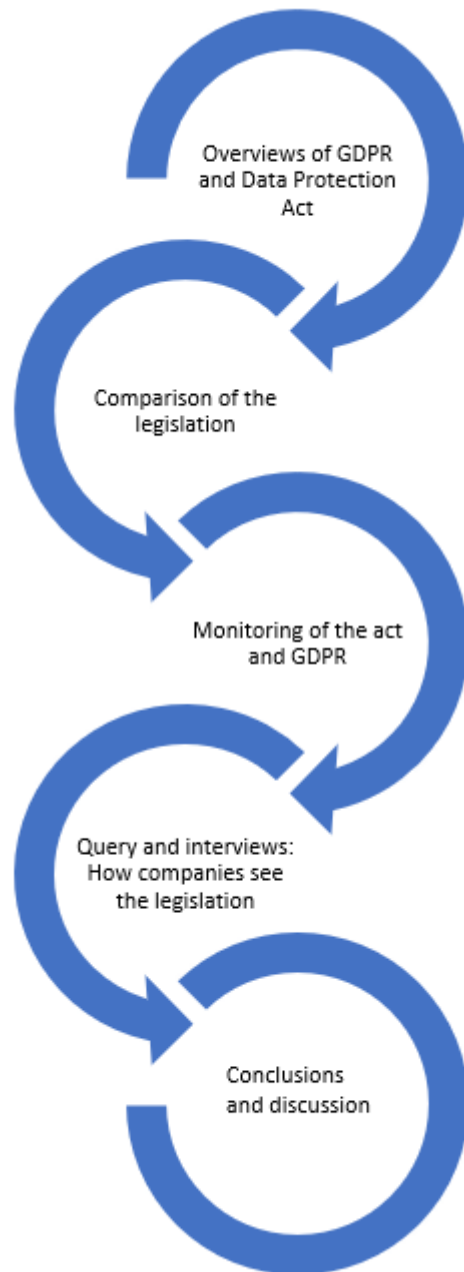 Overviews of GDPR
and Data Protection
Act
Comparison of the
legislation
Monitoring of the act
and GDPR
Query and interviews:
How companies see
the legislation
Conclusions
and discussion